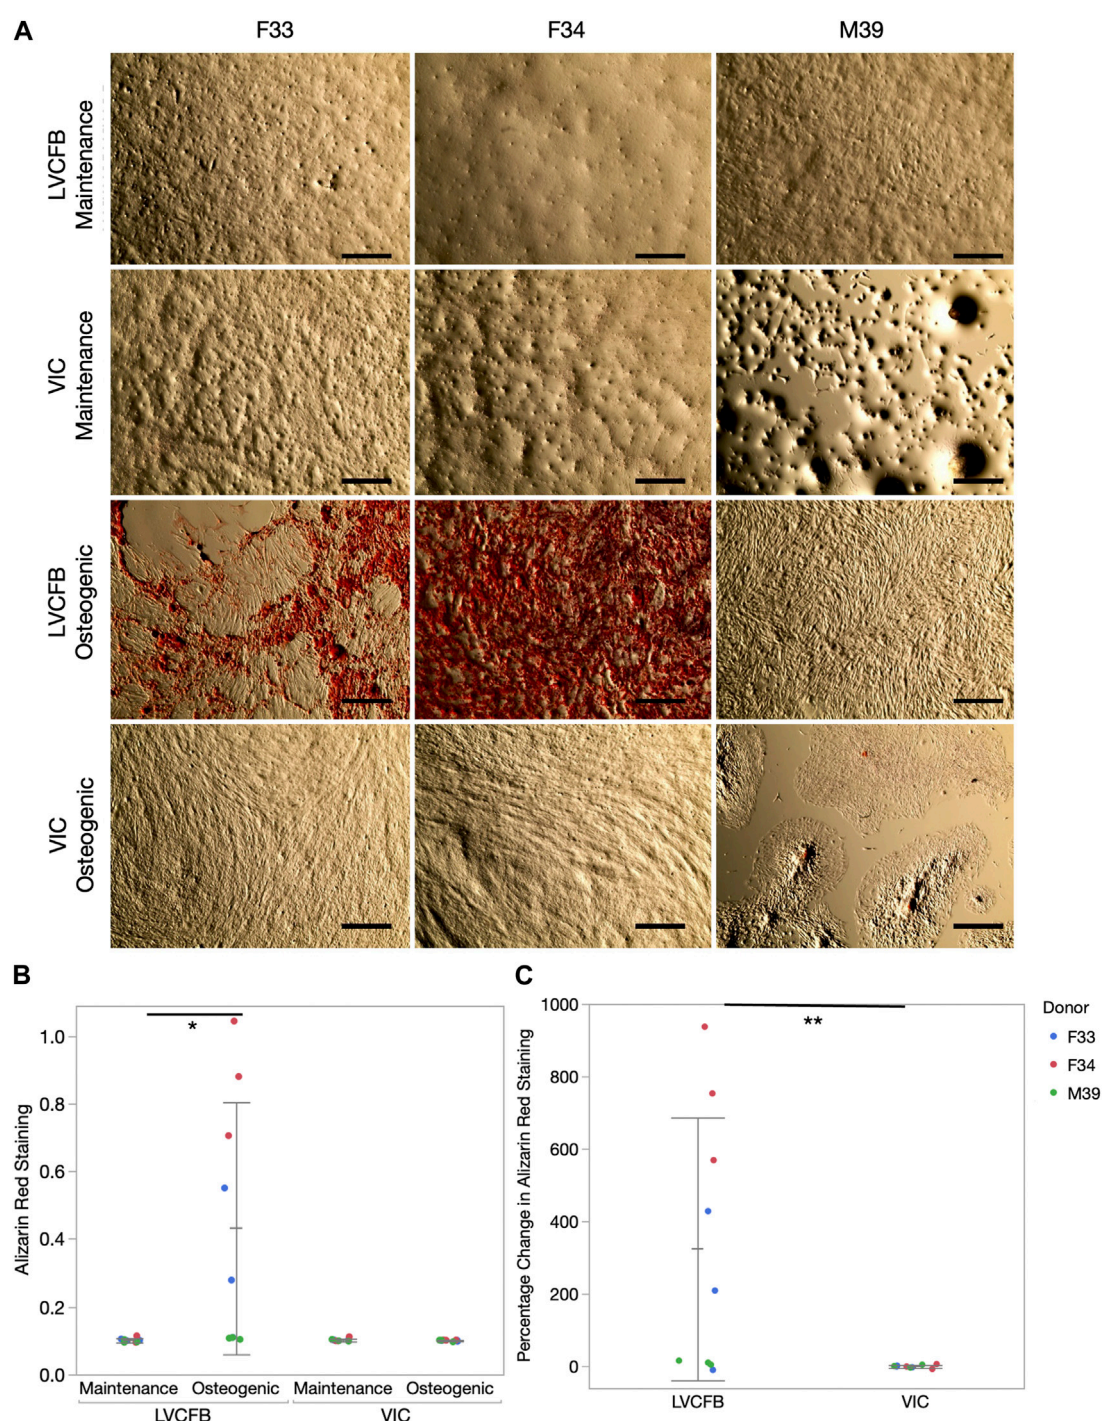 A
F33
F34
M39
LVCFB
Maintenance
VIC
Maintenance
LVCFB
Osteogenic
VIC
Osteogenic
B
Alizarin Red Staining
1.0
0.8
0.6
0.4
0.2
0.0
*
Maintenance
Osteogenic
Maintenance
Osteogenic
LVCFB
VIC
C
Percentage Change in Alizarin Red Staining
1000
800
600
400
200
0
**
LVCFB
VIC
Donor
F33
F34
M39